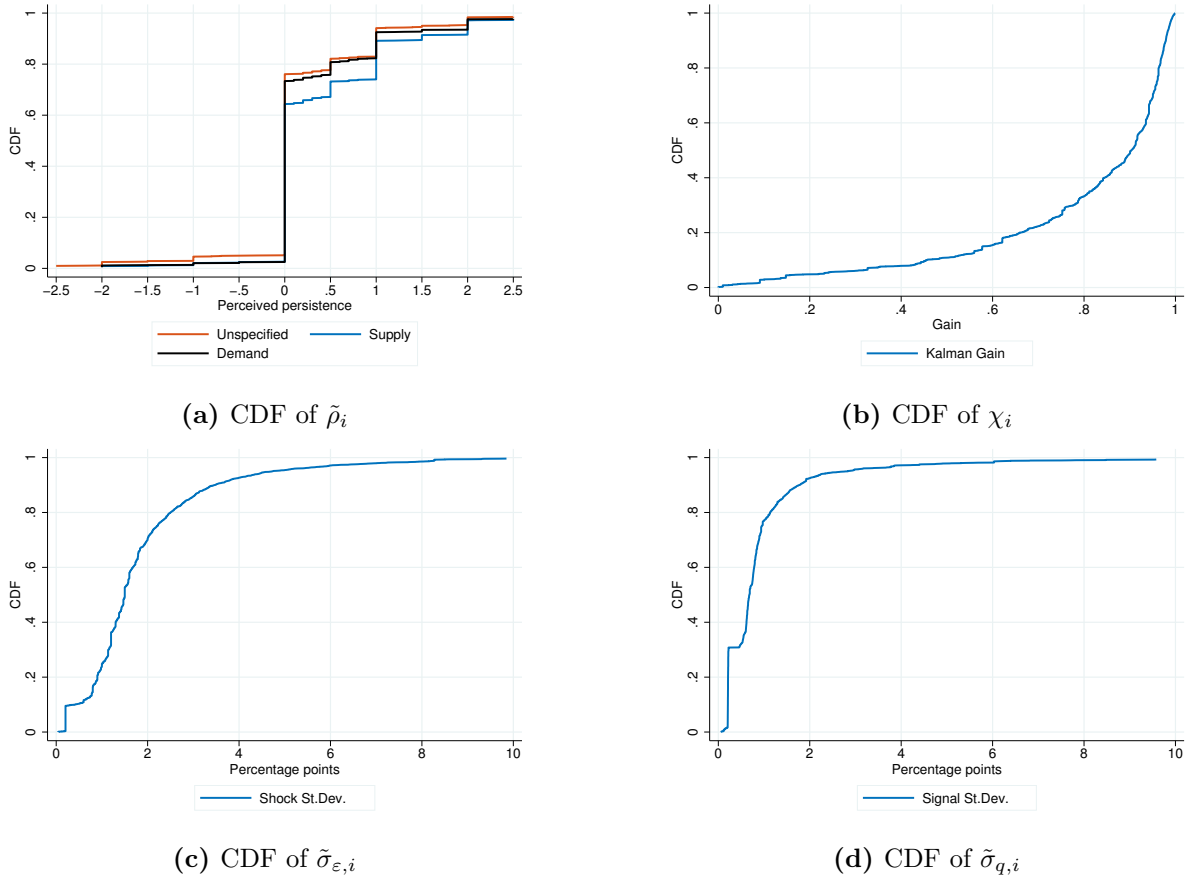 CDF
0 .2 .4 .6 .8 1
−2.5 −2 −1.5 −1 −.5 0 .5 1 1.5 2 2.5
Perceived persistence
Unspecified Supply
Demand
(a) CDF of ρ̃ᵢ
CDF
0 .2 .4 .6 .8 1
0 .2 .4 .6 .8 1
Gain
Kalman Gain
(b) CDF of χᵢ
CDF
0 .2 .4 .6 .8 1
0 2 4 6 8 10
Percentage points
Shock St.Dev.
(c) CDF of σ̃ε,ᵢ
CDF
0 .2 .4 .6 .8 1
0 2 4 6 8 10
Percentage points
Signal St.Dev.
(d) CDF of σ̃q,ᵢ